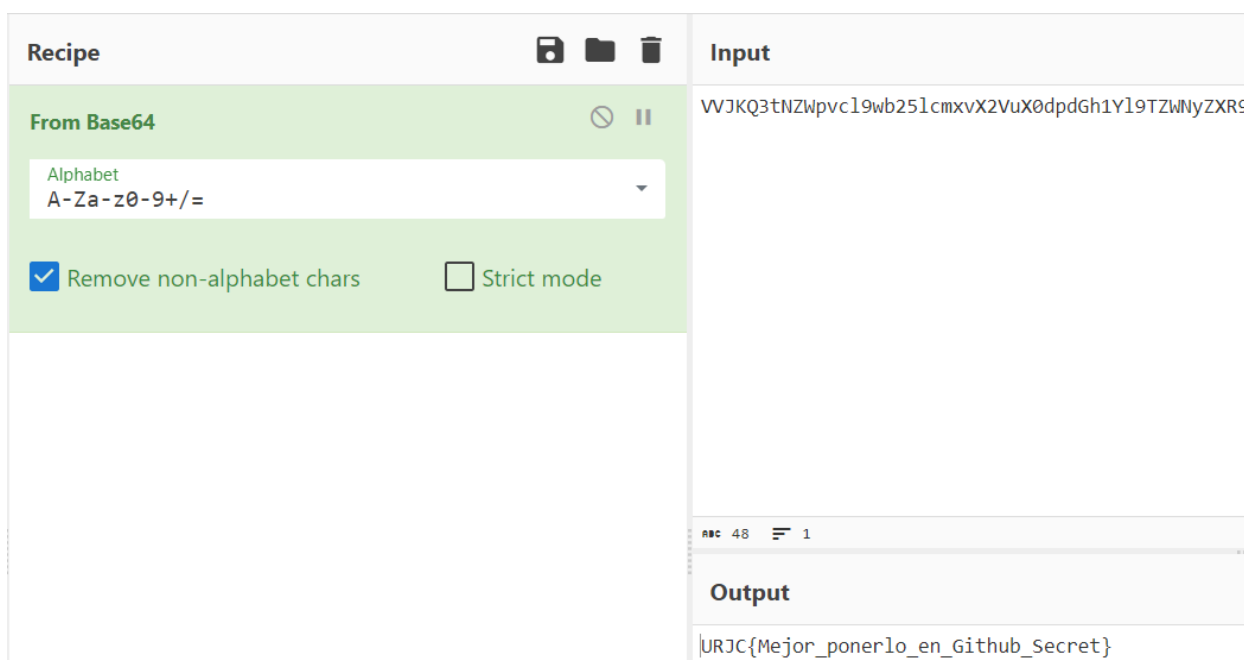 Recipe
From Base64
Alphabet
A-Za-z0-9+/=
Remove non-alphabet chars
Strict mode
Input
VVJKQ3tNZWpvcl9wb25lcmxvX2VuX0dpdGh1Yl9TZWNyZXR9
ABC 48 1
Output
URJC{Mejor_ponerlo_en_Github_Secret}